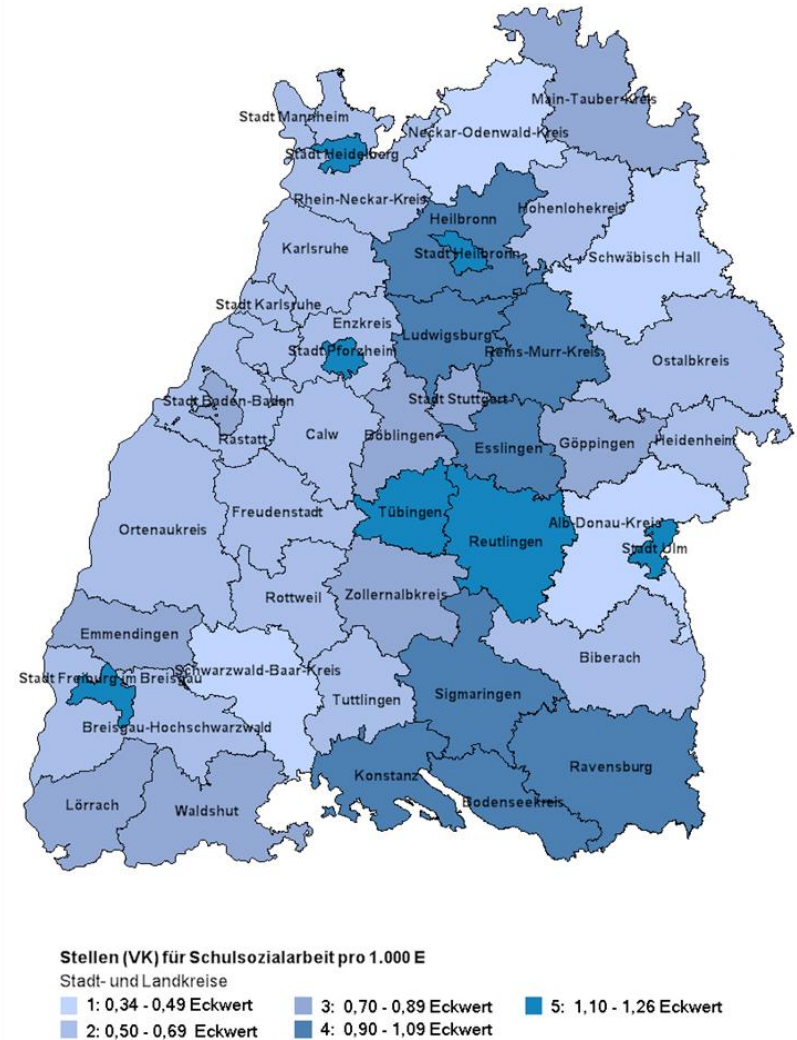 Main-Tauber-Kreis
Stadt Mannheim
Neckar-Odenwald-Kreis
Stadt Heidelberg
Rhein-Neckar-Kreis
Hohenlohekreis
Heilbronn
Karlsruhe
Stadt Heilbronn
Schwäbisch Hall
Stadt Karlsruhe
Enzkreis
Ludwigsburg
Stadt Pforzheim
Rems-Murr-Kreis
Ostalbkreis
Stadt Baden-Baden
Stadt Stuttgart
Rastatt
Calw
Böblingen
Esslingen
Göppingen
Heidenheim
Freudenstadt
Tübingen
Alb-Donau-Kreis
Ortenaukreis
Reutlingen
Stadt Ulm
Rottweil
Zollernalbkreis
Emmendingen
Biberach
Schwarzwald-Baar-Kreis
Stadt Freiburg im Breisgau
Tuttlingen
Sigmaringen
Breisgau-Hochschwarzwald
Ravensburg
Konstanz
Bodenseekreis
Lörrach
Waldshut
Stellen (VK) für Schulsozialarbeit pro 1.000 E
Stadt- und Landkreise
1: 0,34 - 0,49 Eckwert
2: 0,50 - 0,69 Eckwert
3: 0,70 - 0,89 Eckwert
4: 0,90 - 1,09 Eckwert
5: 1,10 - 1,26 Eckwert